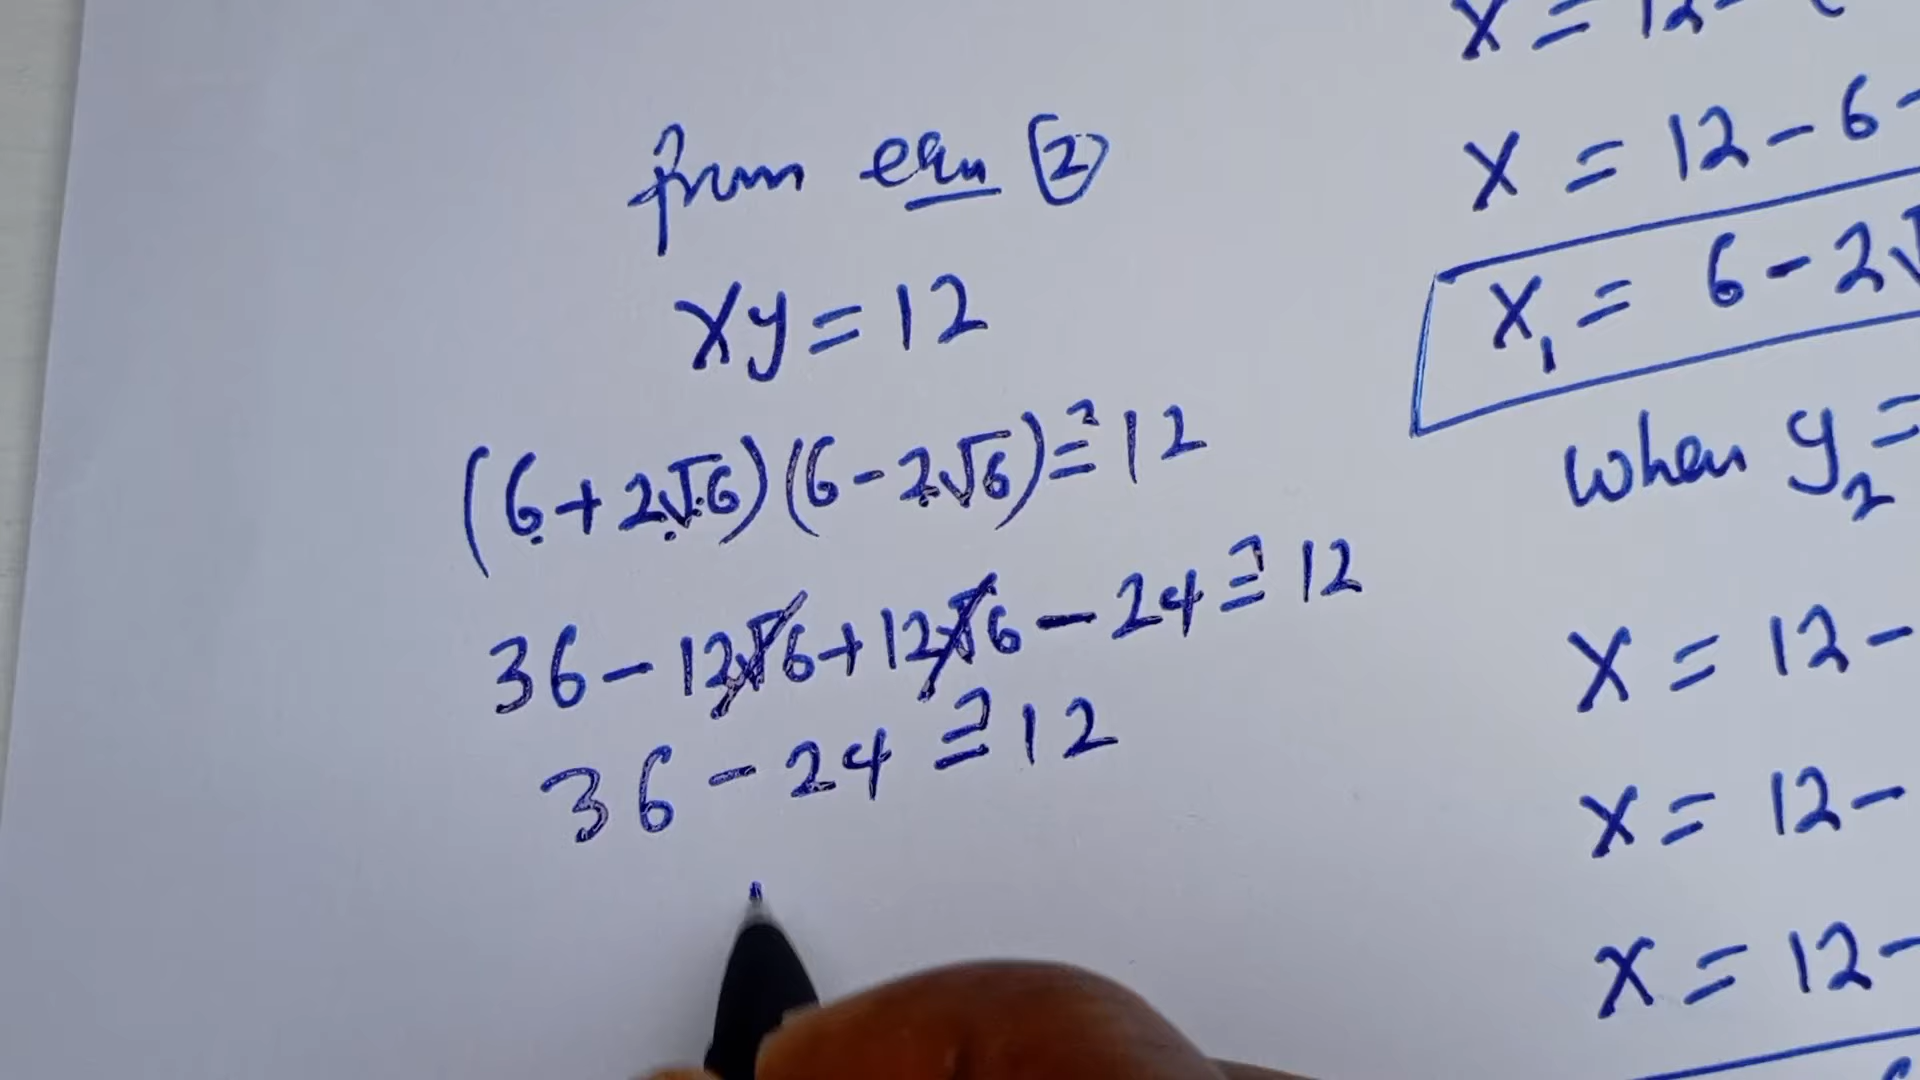 from eqn (2)
xy = 12
(6 + 2√6)(6 - 2√6) ≟ 12
36 - 12√6 + 12√6 - 24 ≟ 12
36 - 24 ≟ 12
x = 12 -
x = 12 - 6 -
x₁ = 6 - 2√
when y₂ =
x = 12 -
x = 12 -
x = 12 -